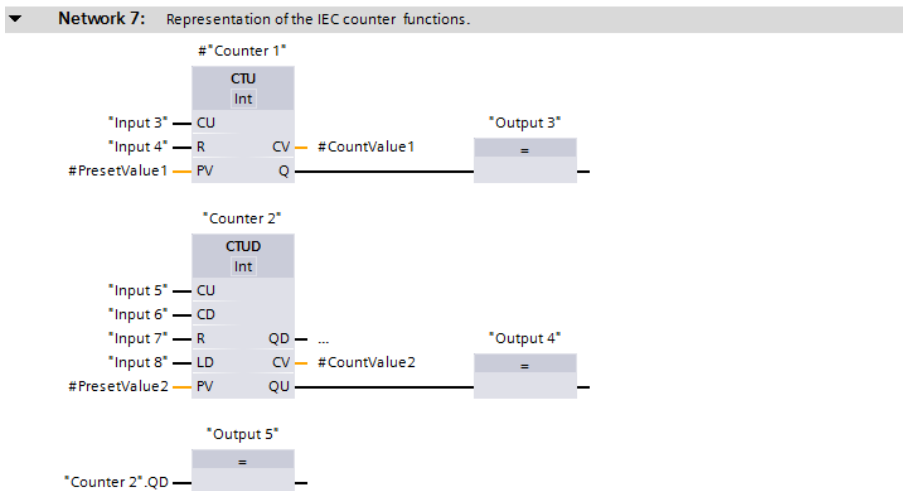 Network 7: Representation of the IEC counter functions.
#"Counter 1"
CTU
Int
"Input 3" CU "Output 3"
"Input 4" R CV #CountValue1 =
#PresetValue1 PV Q
"Counter 2"
CTUD
Int
"Input 5" CU
"Input 6" CD
"Input 7" R QD ... "Output 4"
"Input 8" LD CV #CountValue2 =
#PresetValue2 PV QU
"Output 5"
=
"Counter 2".QD